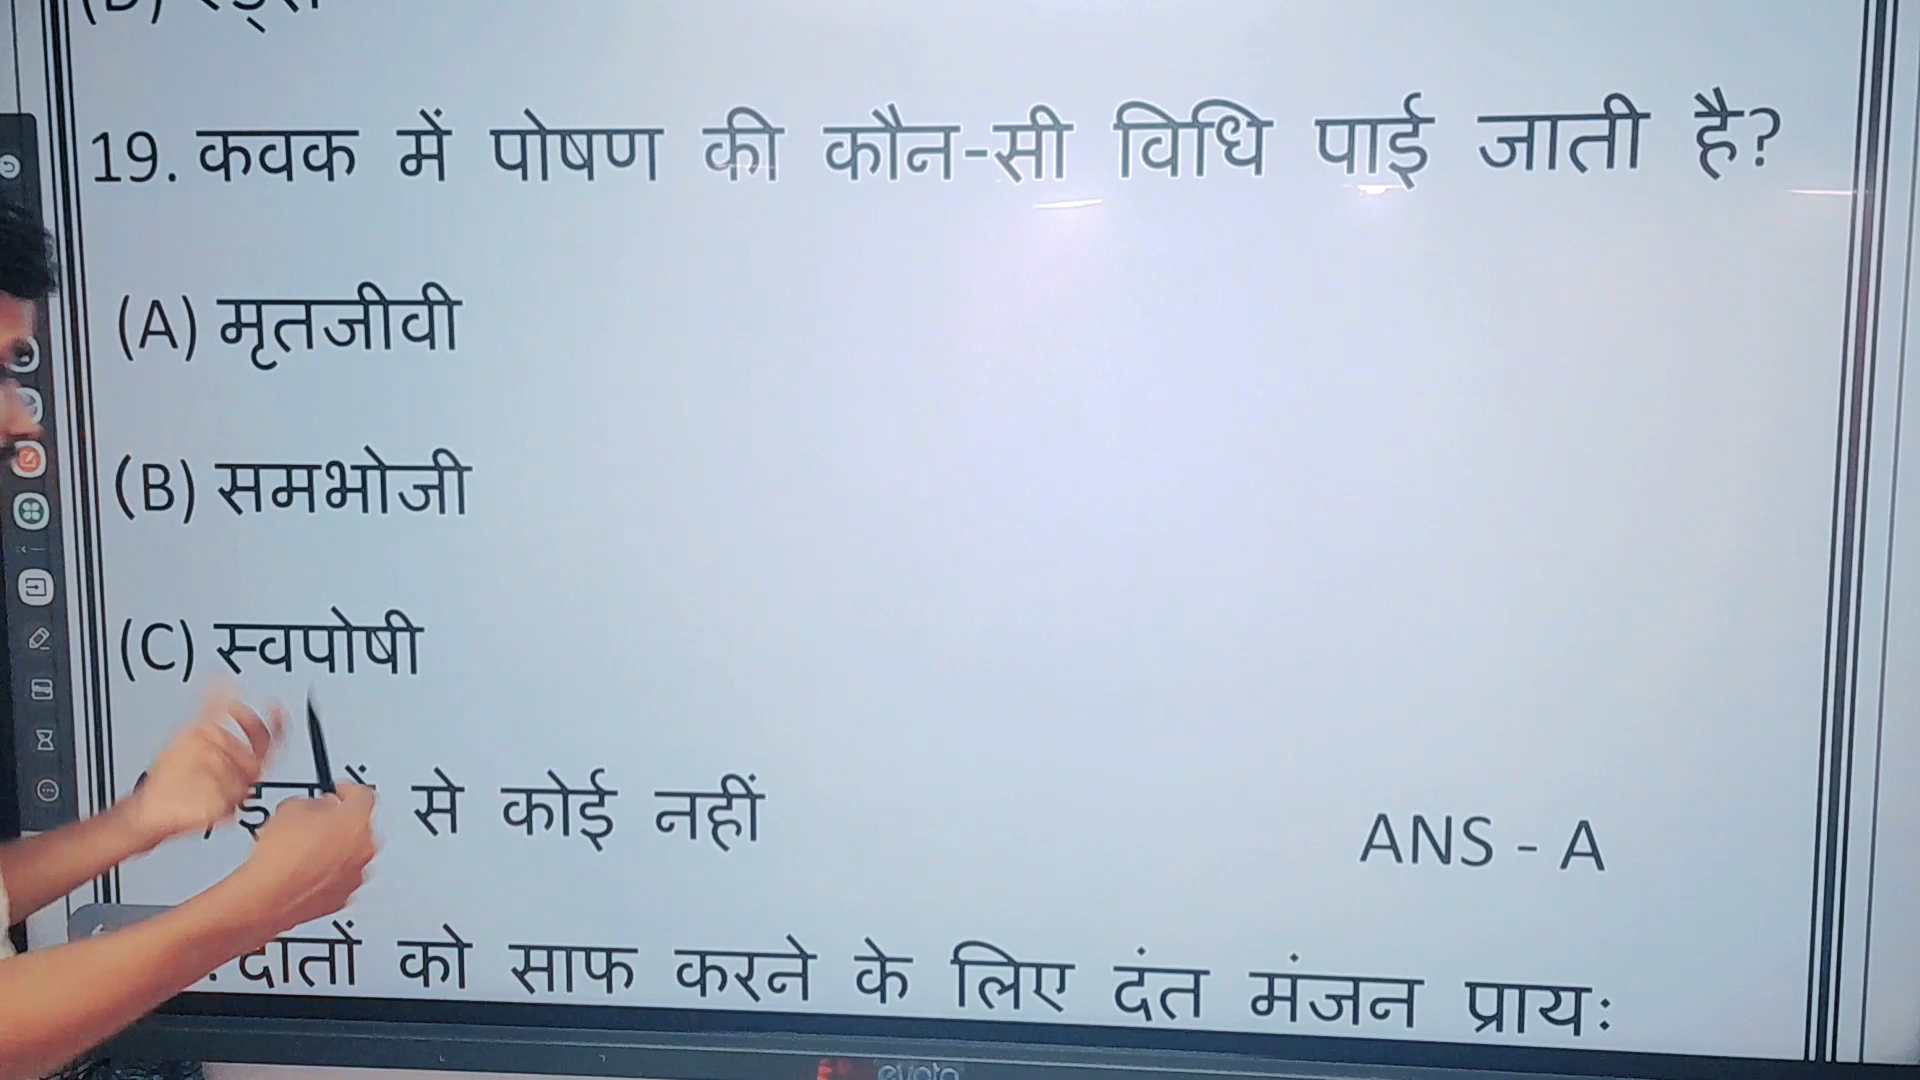 19. कवक में पोषण की कौन-सी विधि पाई जाती है?
(A) मृतजीवी
(B) समभोजी
(C) स्वपोषी
से कोई नहीं
ANS - A
दातों को साफ करने के लिए दंत मंजन प्रायः